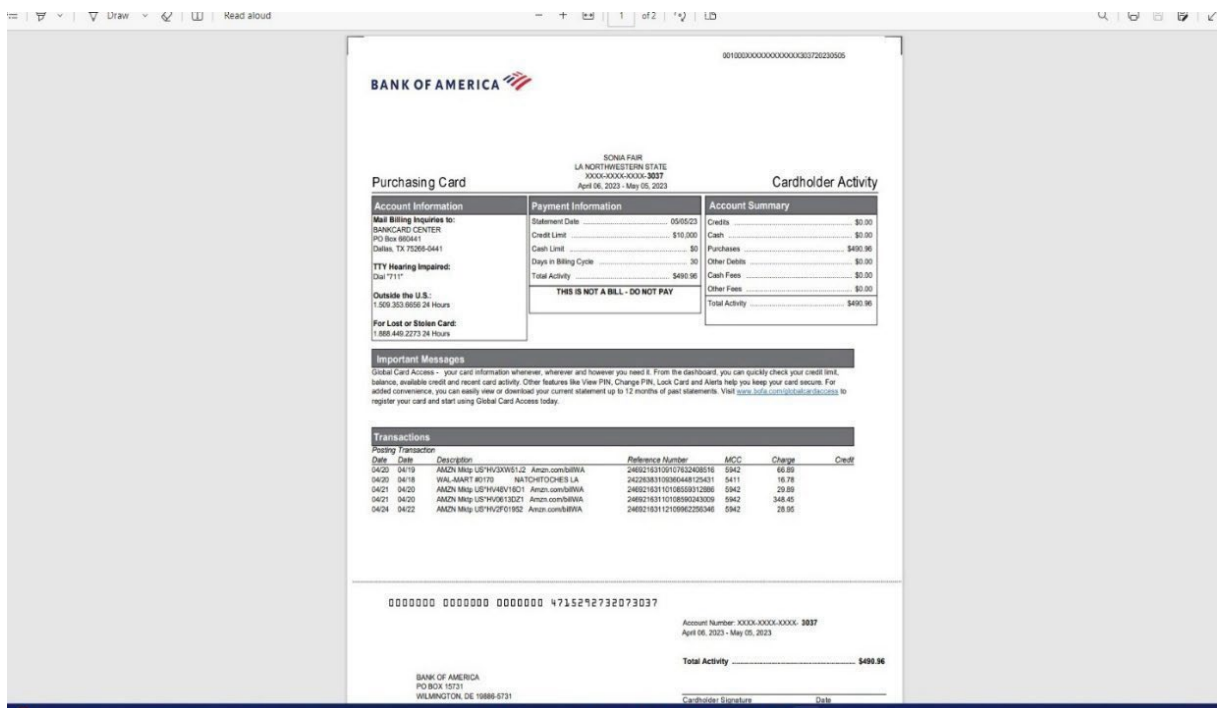 Draw
Read aloud
1 of 2
001000XXXXXXXXXXXXX303720230505
BANK OF AMERICA
SONIA FAIR
LA NORTHWESTERN STATE
XXXX-XXXX-XXXX-3037
April 06, 2023 - May 05, 2023
Purchasing Card
Cardholder Activity
Account Information
Mail Billing Inquiries to:
BANKCARD CENTER
PO Box 660441
Dallas, TX 75266-0441
TTY Hearing Impaired:
Dial "711"
Outside the U.S.:
1.509.353.6656 24 Hours
For Lost or Stolen Card:
1.888.449.2273 24 Hours
Payment Information
Statement Date 05/05/23
Credit Limit $10,000
Cash Limit $0
Days in Billing Cycle 30
Total Activity $490.96
THIS IS NOT A BILL - DO NOT PAY
Account Summary
Credits $0.00
Cash $0.00
Purchases $490.96
Other Debits $0.00
Cash Fees $0.00
Other Fees $0.00
Total Activity $490.96
Important Messages
Global Card Access - your card information whenever, wherever and however you need it. From the dashboard, you can quickly check your credit limit,
balance, available credit and recent card activity. Other features like View PIN, Change PIN, Lock Card and Alerts help you keep your card secure. For
added convenience, you can easily view or download your current statement up to 12 months of past statements. Visit www.bofa.com/globalcardaccess to
register your card and start using Global Card Access today.
Transactions
Posting Transaction
Date Date Description Reference Number MCC Charge Credit
04/20 04/19 AMZN Mktp US*HV3XW51J2 Amzn.com/billWA 24692163109107632408516 5942 66.89
04/20 04/18 WAL-MART #0170 NATCHITOCHES LA 24226383109360448125431 5411 16.78
04/21 04/20 AMZN Mktp US*HV48V16O1 Amzn.com/billWA 24692163110108559312886 5942 29.89
04/21 04/20 AMZN Mktp US*HV0613DZ1 Amzn.com/billWA 24692163110108590243009 5942 348.45
04/24 04/22 AMZN Mktp US*HV2F01952 Amzn.com/billWA 24692163112109962256346 5942 28.95
0000000 0000000 0000000 4715292732073037
Account Number: XXXX-XXXX-XXXX- 3037
April 06, 2023 - May 05, 2023
Total Activity $490.96
BANK OF AMERICA
PO BOX 15731
WILMINGTON, DE 19886-5731
Cardholder Signature Date